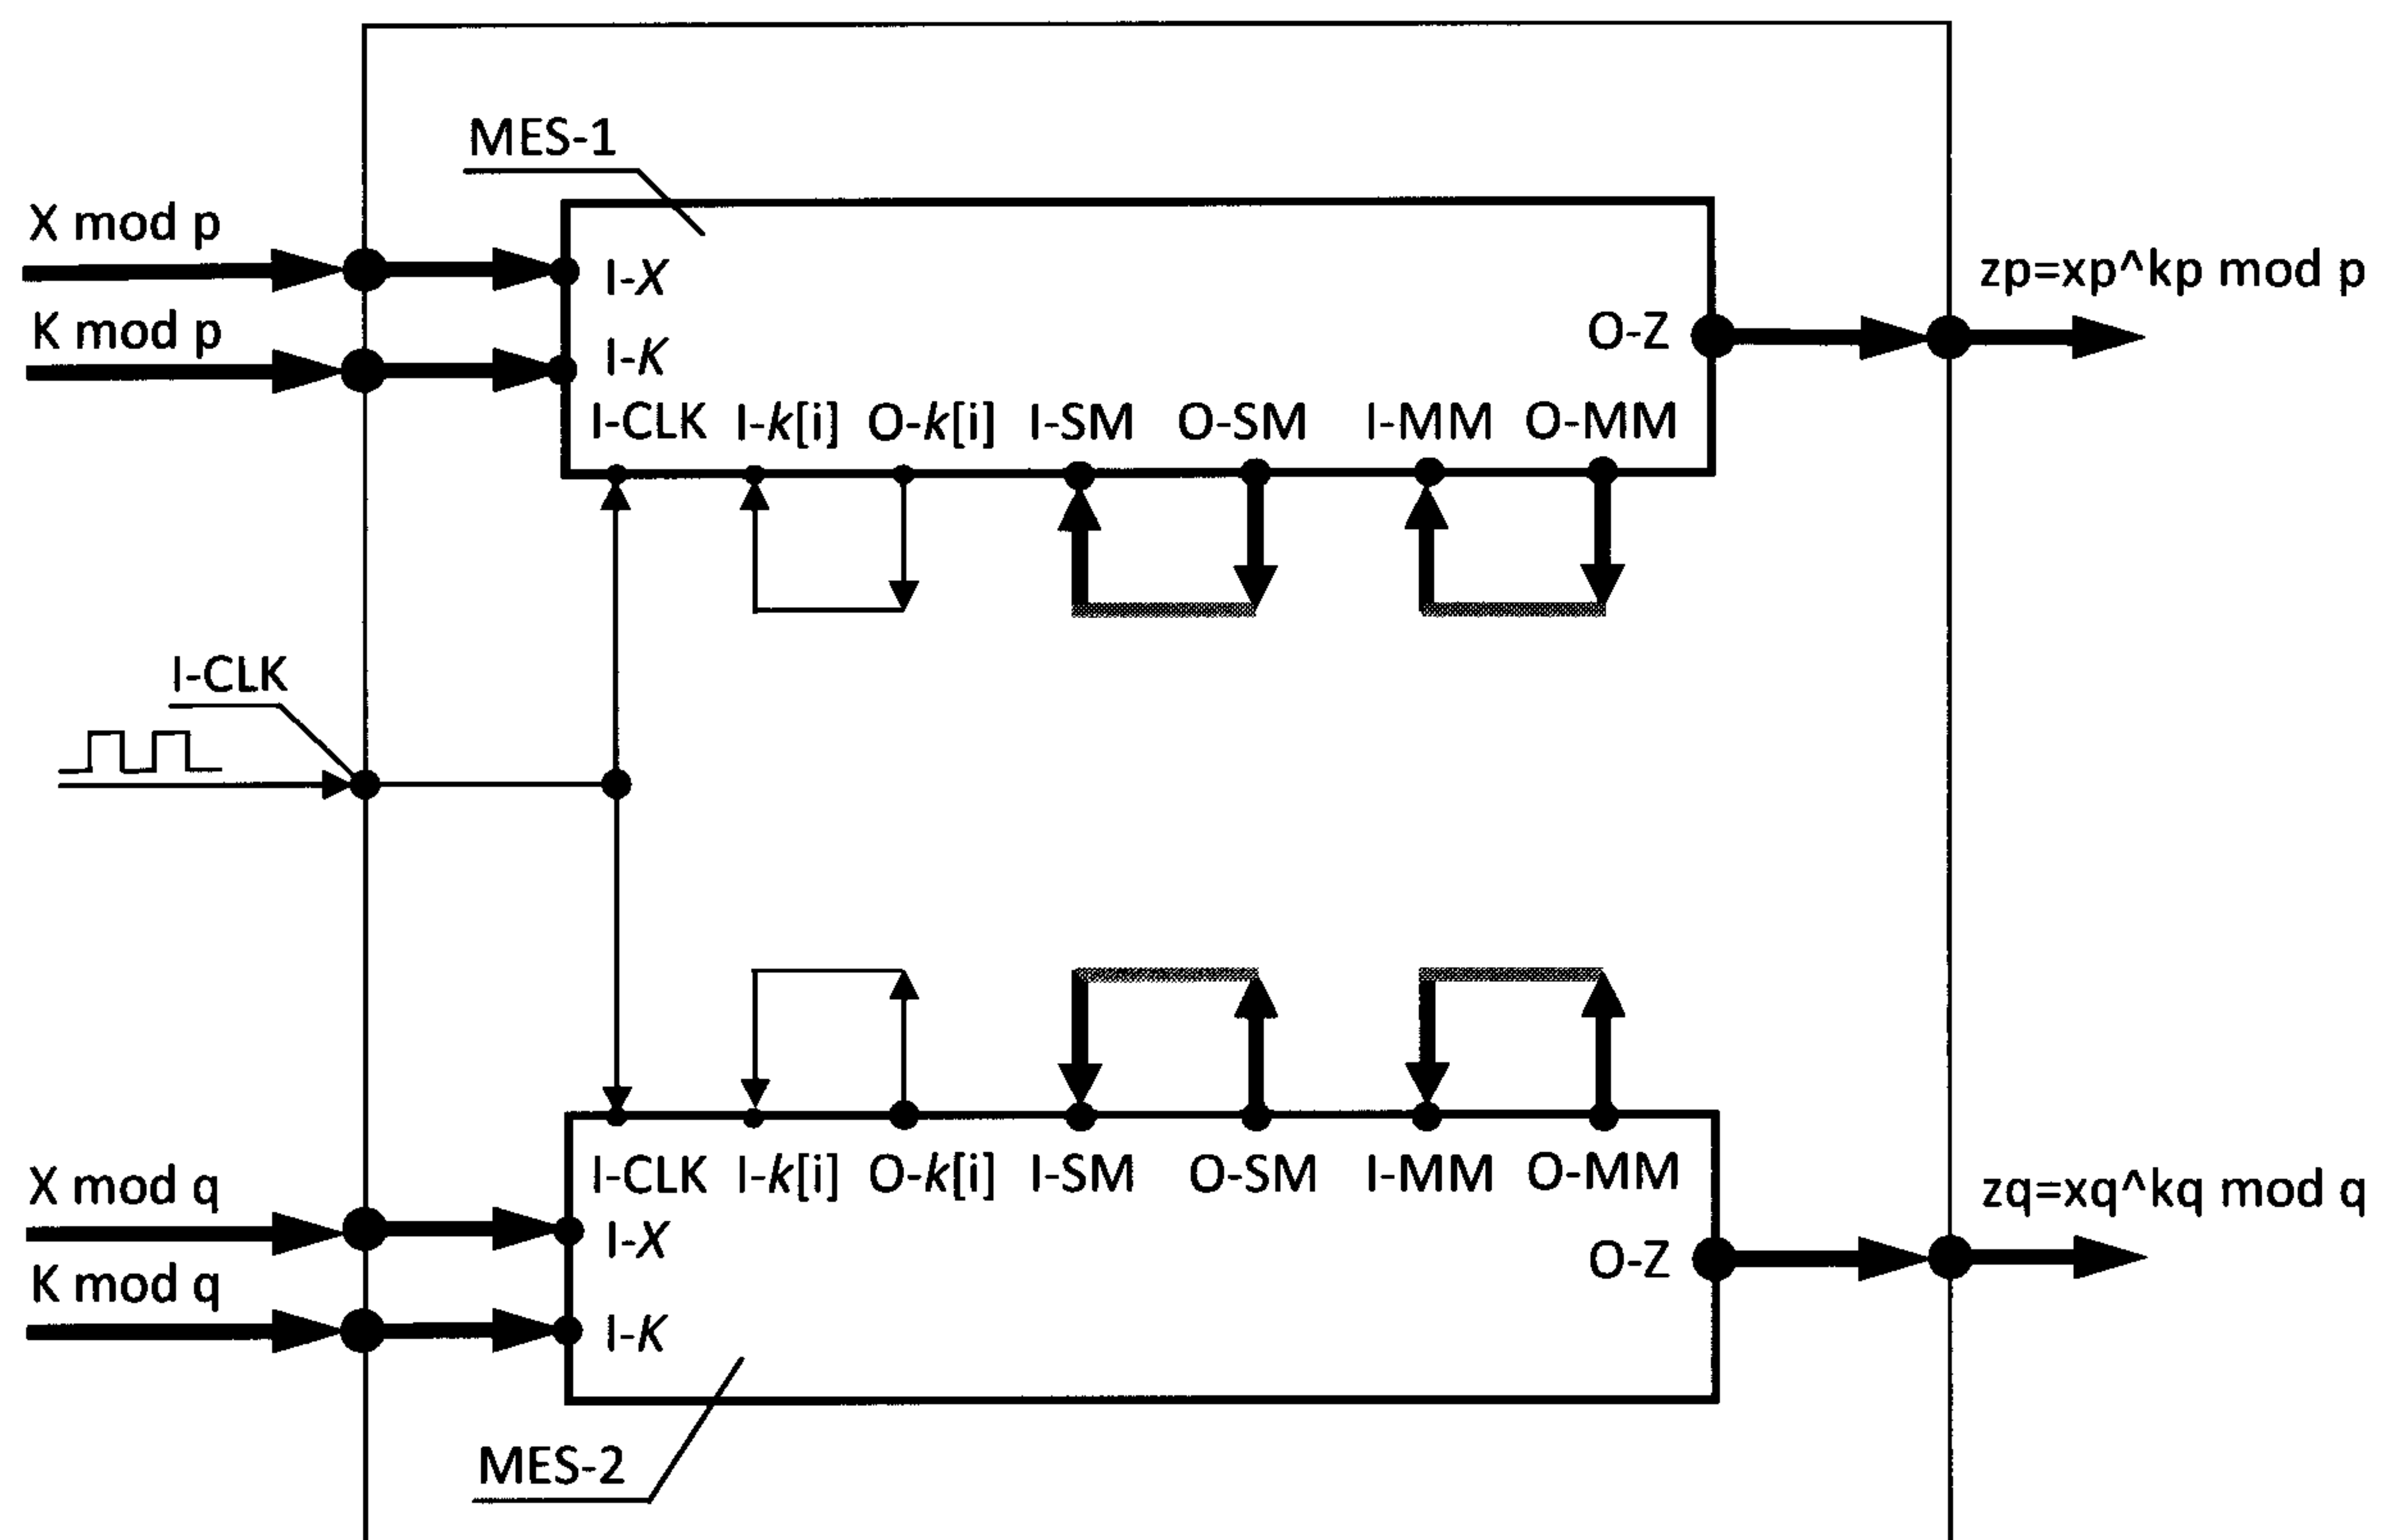 MES-1
X mod p
K mod p
I-X
I-K
O-Z
zp=xp^kp mod p
I-CLK I-k[i] O-k[i] I-SM O-SM I-MM O-MM
I-CLK
I-CLK I-k[i] O-k[i] I-SM O-SM I-MM O-MM
X mod q
K mod q
I-X
I-K
O-Z
zq=xq^kq mod q
MES-2